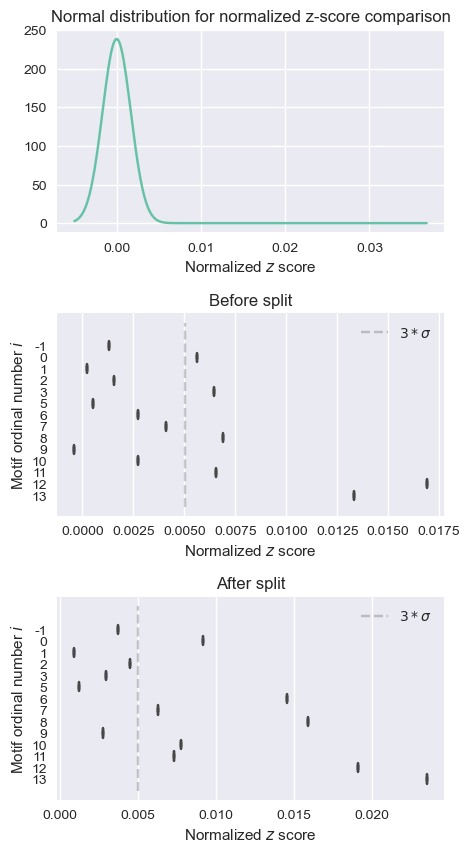 Normal distribution for normalized z-score comparison
250
200
150
100
50
0
0.00 0.01 0.02 0.03
Normalized z score
Before split
Motif ordinal number i
-1
0
1
2
3
5
6
7
8
9
10
11
12
13
3 * σ
0.0000 0.0025 0.0050 0.0075 0.0100 0.0125 0.0150 0.0175
Normalized z score
After split
Motif ordinal number i
-1
0
1
2
3
5
6
7
8
9
10
11
12
13
3 * σ
0.000 0.005 0.010 0.015 0.020
Normalized z score